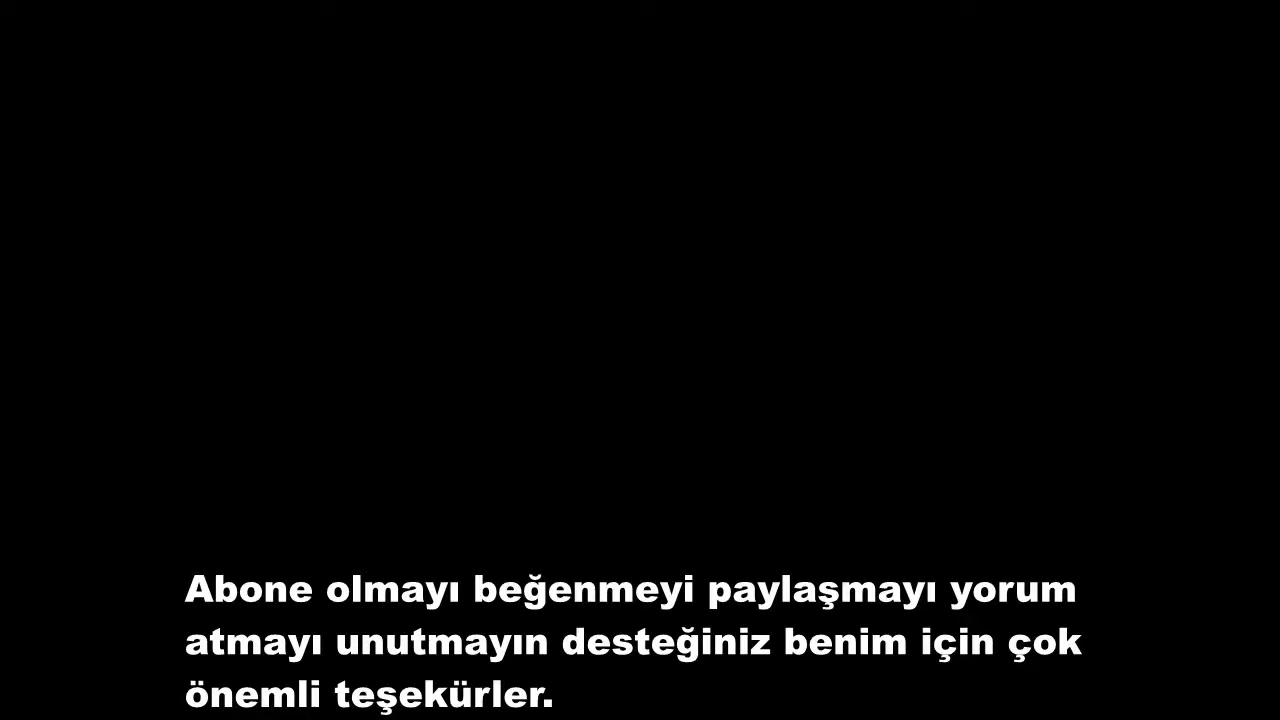 Abone olmayı beğenmeyi paylaşmayı yorum
atmayı unutmayın desteğiniz benim için çok
önemli teşekürler.